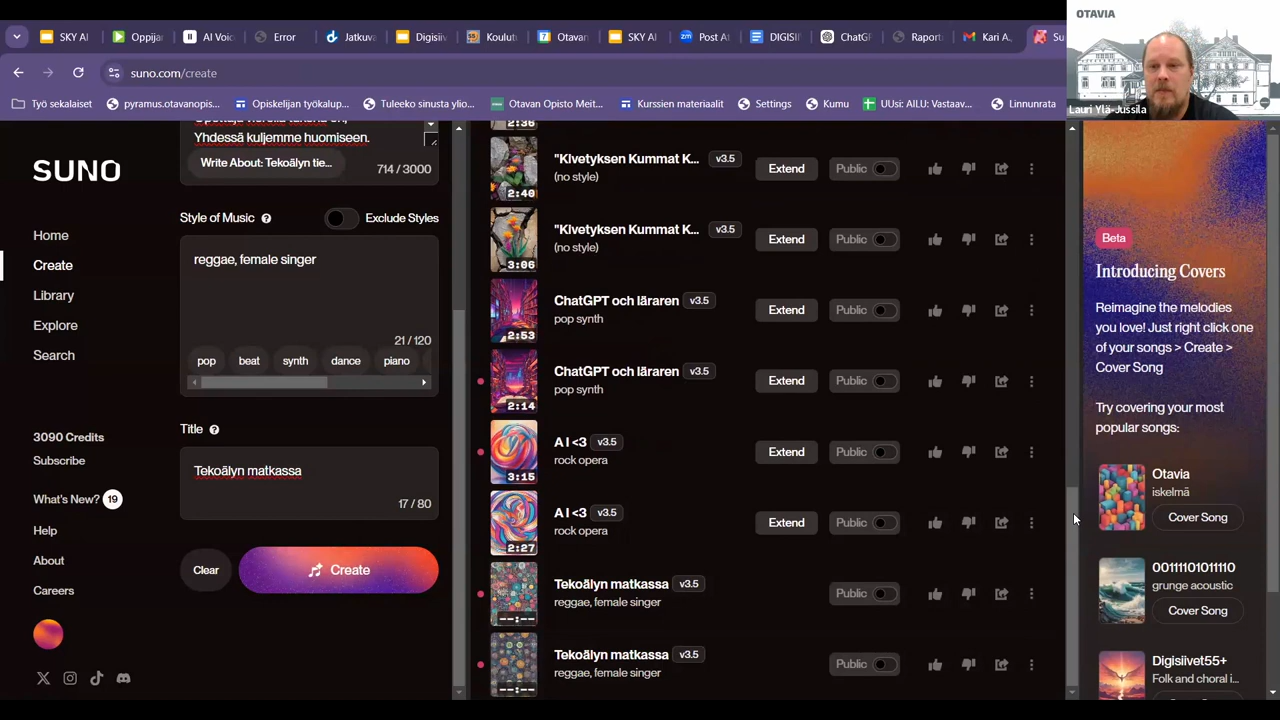 OTAVIA
SKY AI
Oppijan
AI Voic
Error
Jatkuv
Digisiiv
Koulut
Otavan
SKY AI
Post At
DIGISII
ChatG
Raport
Kari A.
Su
suno.com/create
Lauri Ylä-Jussila
Työ sekalaiset
pyramus.otavanopis...
Opiskelijan työkalup...
Tuleeko sinusta ylio...
Otavan Opisto Meit...
Kurssien materiaalit
Settings
Kumu
UUSI: AILU: Vastaav...
Linnunrata
Yhdessä kuljemme huomiseen.
Write About: Tekoälyn tie...
714 / 3000
SUNO
Home
Create
Library
Explore
Search
3090 Credits
Subscribe
What's New? 19
Help
About
Careers
Style of Music
Exclude Styles
reggae, female singer
21 / 120
pop
beat
synth
dance
piano
Title
Tekoälyn matkassa
17 / 80
Clear
Create
2:36
"KIvetyksen Kummat K... v3.5
(no style)
2:40
Extend
Public
"KIvetyksen Kummat K... v3.5
(no style)
3:06
Extend
Public
ChatGPT och läraren v3.5
pop synth
2:53
Extend
Public
ChatGPT och läraren v3.5
pop synth
2:14
Extend
Public
A I <3 v3.5
rock opera
3:15
Extend
Public
A I <3 v3.5
rock opera
2:27
Extend
Public
Tekoälyn matkassa v3.5
reggae, female singer
--:--
Public
Tekoälyn matkassa v3.5
reggae, female singer
--:--
Public
Beta
Introducing Covers
Reimagine the melodies
you love! Just right click one
of your songs > Create >
Cover Song
Try covering your most
popular songs:
Otavia
iskelmä
Cover Song
00111101011110
grunge acoustic
Cover Song
Digisiivet55+
Folk and choral i...